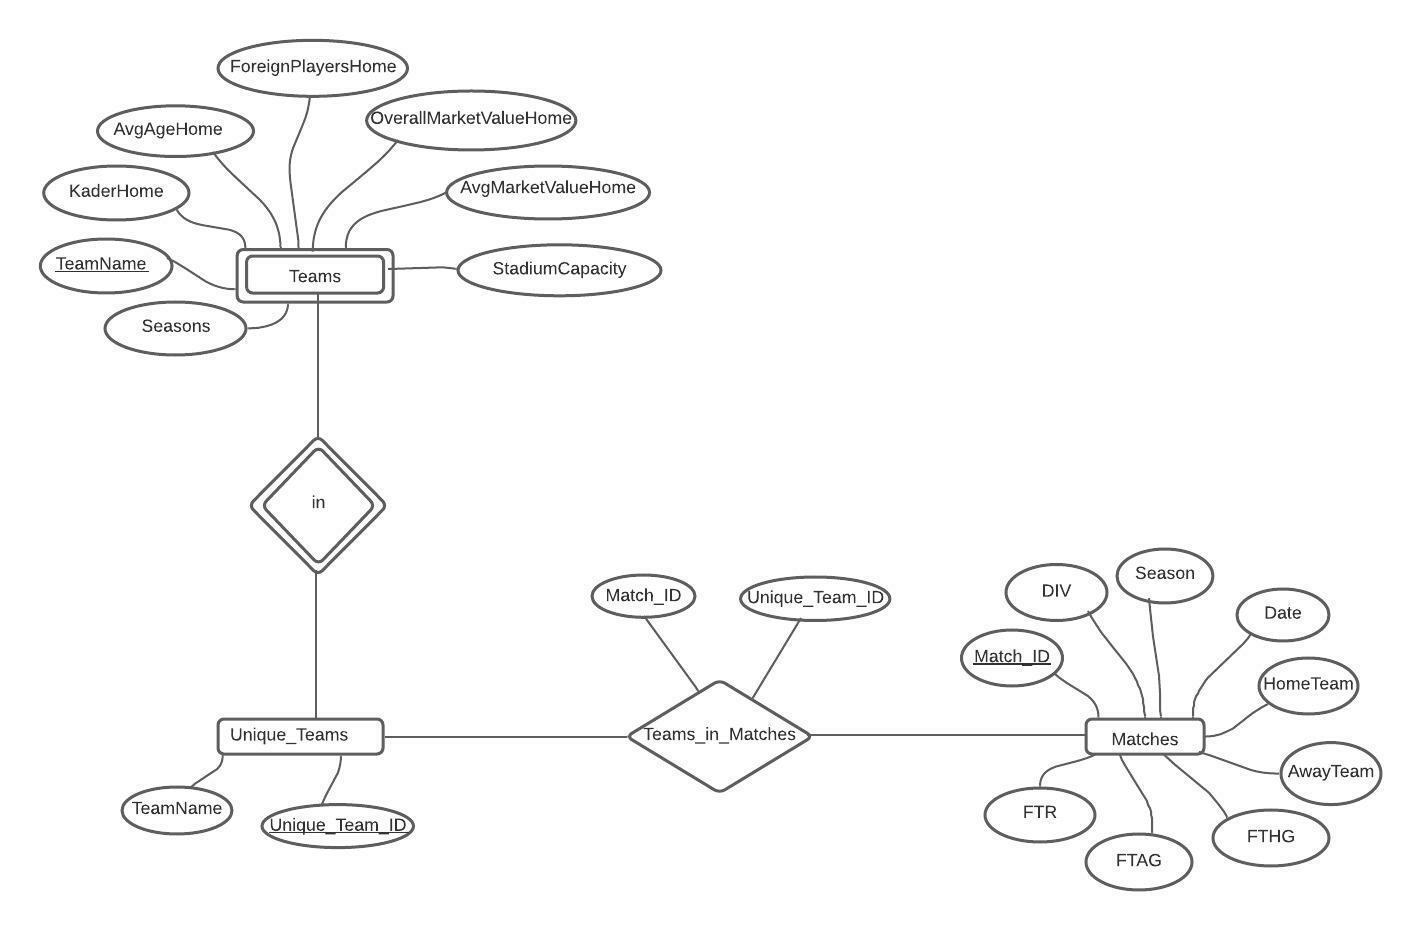 ForeignPlayersHome
OverallMarketValueHome
AvgAgeHome
KaderHome
AvgMarketValueHome
TeamName
Teams
StadiumCapacity
Seasons
in
Match_ID
Unique_Team_ID
DIV
Season
Date
Match_ID
HomeTeam
Unique_Teams
Teams_in_Matches
Matches
AwayTeam
TeamName
Unique_Team_ID
FTR
FTAG
FTHG